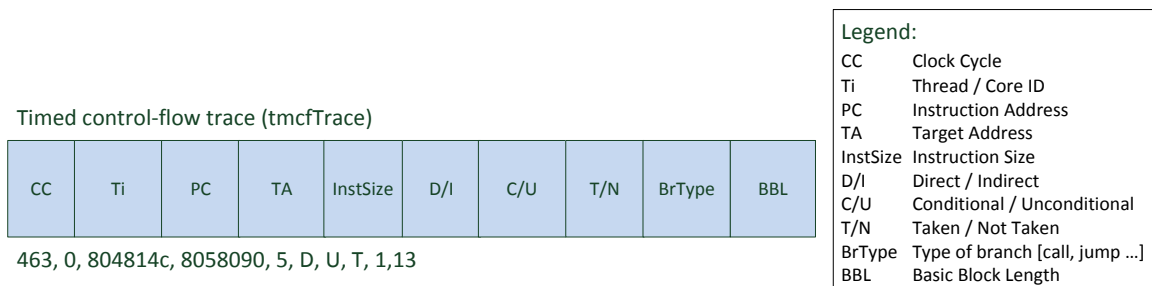 Timed control-flow trace (tmcfTrace)
CC Ti PC TA InstSize D/I C/U T/N BrType BBL
463, 0, 804814c, 8058090, 5, D, U, T, 1,13
Legend:
CC Clock Cycle
Ti Thread / Core ID
PC Instruction Address
TA Target Address
InstSize Instruction Size
D/I Direct / Indirect
C/U Conditional / Unconditional
T/N Taken / Not Taken
BrType Type of branch [call, jump ...]
BBL Basic Block Length